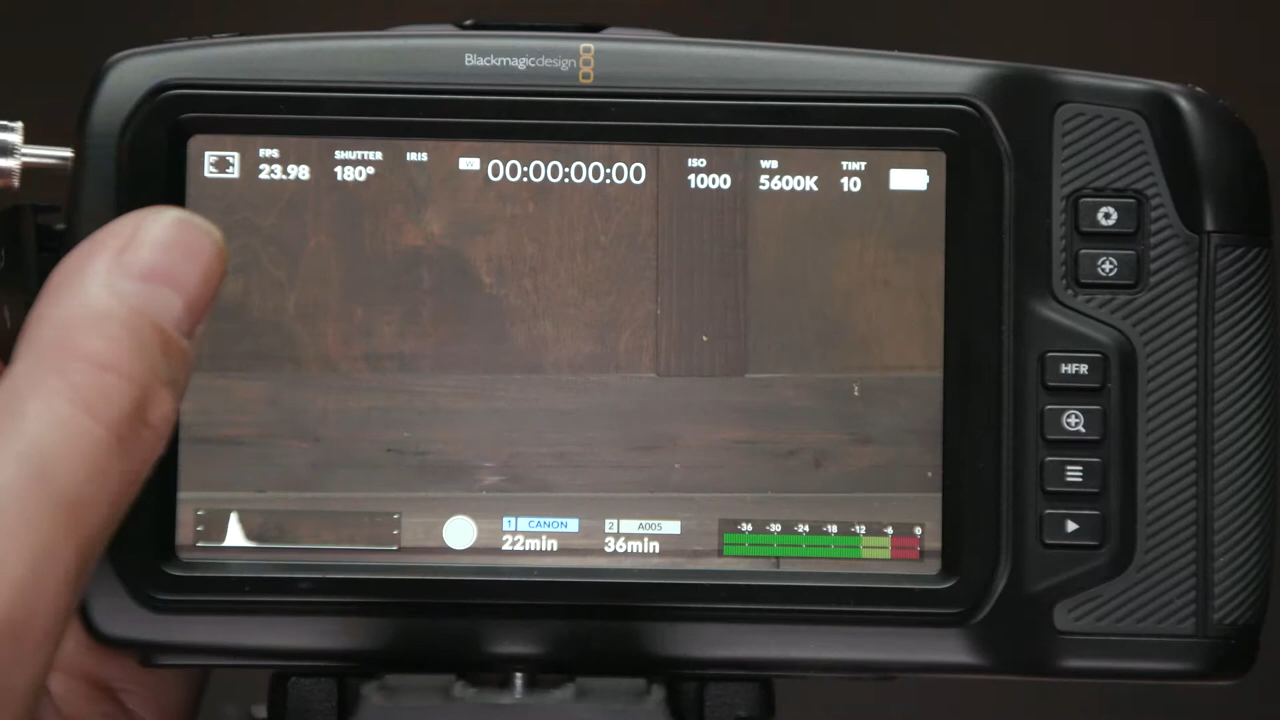 Blackmagicdesign
FPS SHUTTER IRIS W 00:00:00:00 ISO WB TINT
23.98 180° 1000 5600K 10
HFR
1 CANON 2 A005 -36 -30 -24 -18 -12 -6 0
22min 36min